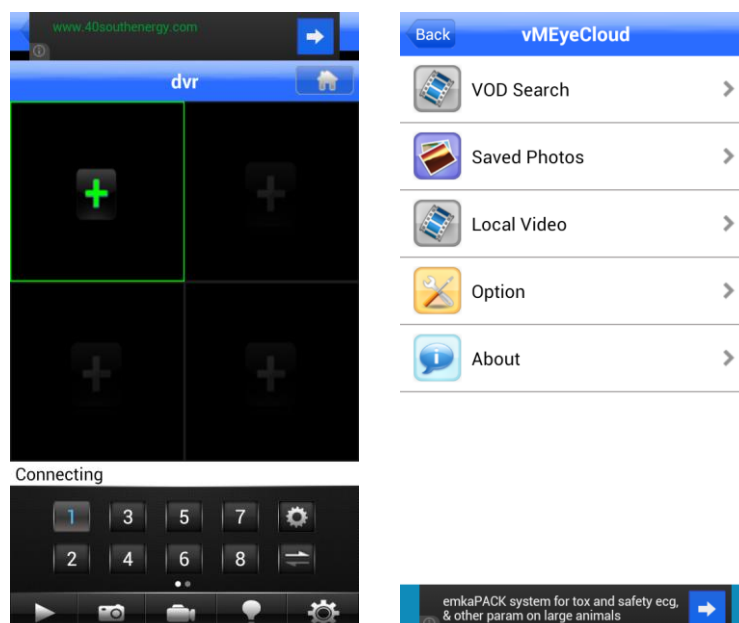 www.40southenergy.com
dvr
Connecting
1 3 5 7
2 4 6 8
Back vMEyeCloud
VOD Search
Saved Photos
Local Video
Option
About
emkaPACK system for tox and safety ecg,
& other param on large animals